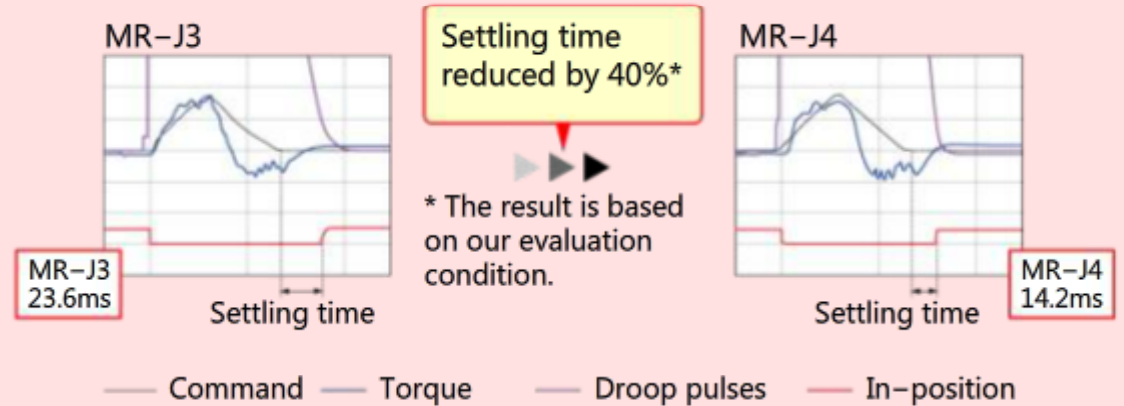 MR-J3
Settling time
reduced by 40%*
MR-J4
* The result is based
on our evaluation
condition.
MR-J3
23.6ms
Settling time
MR-J4
14.2ms
Settling time
Command
Torque
Droop pulses
In-position